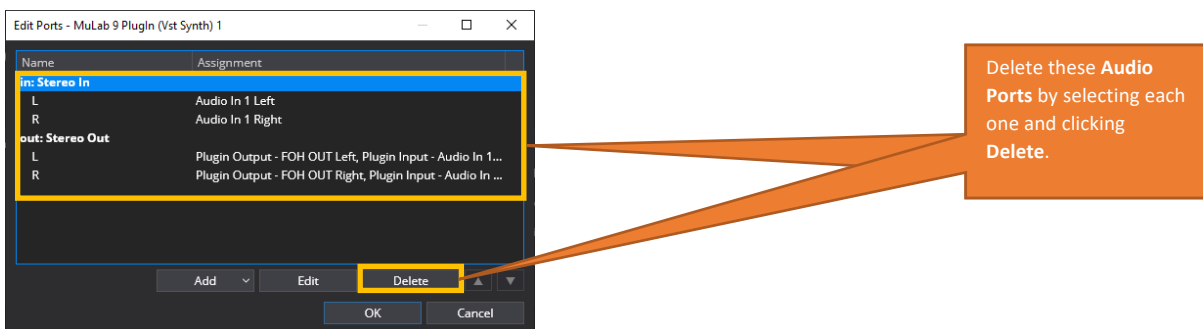 Edit Ports - MuLab 9 PlugIn (Vst Synth) 1
Name Assignment
in: Stereo In
L Audio In 1 Left
R Audio In 1 Right
out: Stereo Out
L Plugin Output - FOH OUT Left, Plugin Input - Audio In 1...
R Plugin Output - FOH OUT Right, Plugin Input - Audio In ...
Add Edit Delete
OK Cancel
Delete these Audio
Ports by selecting each
one and clicking
Delete.